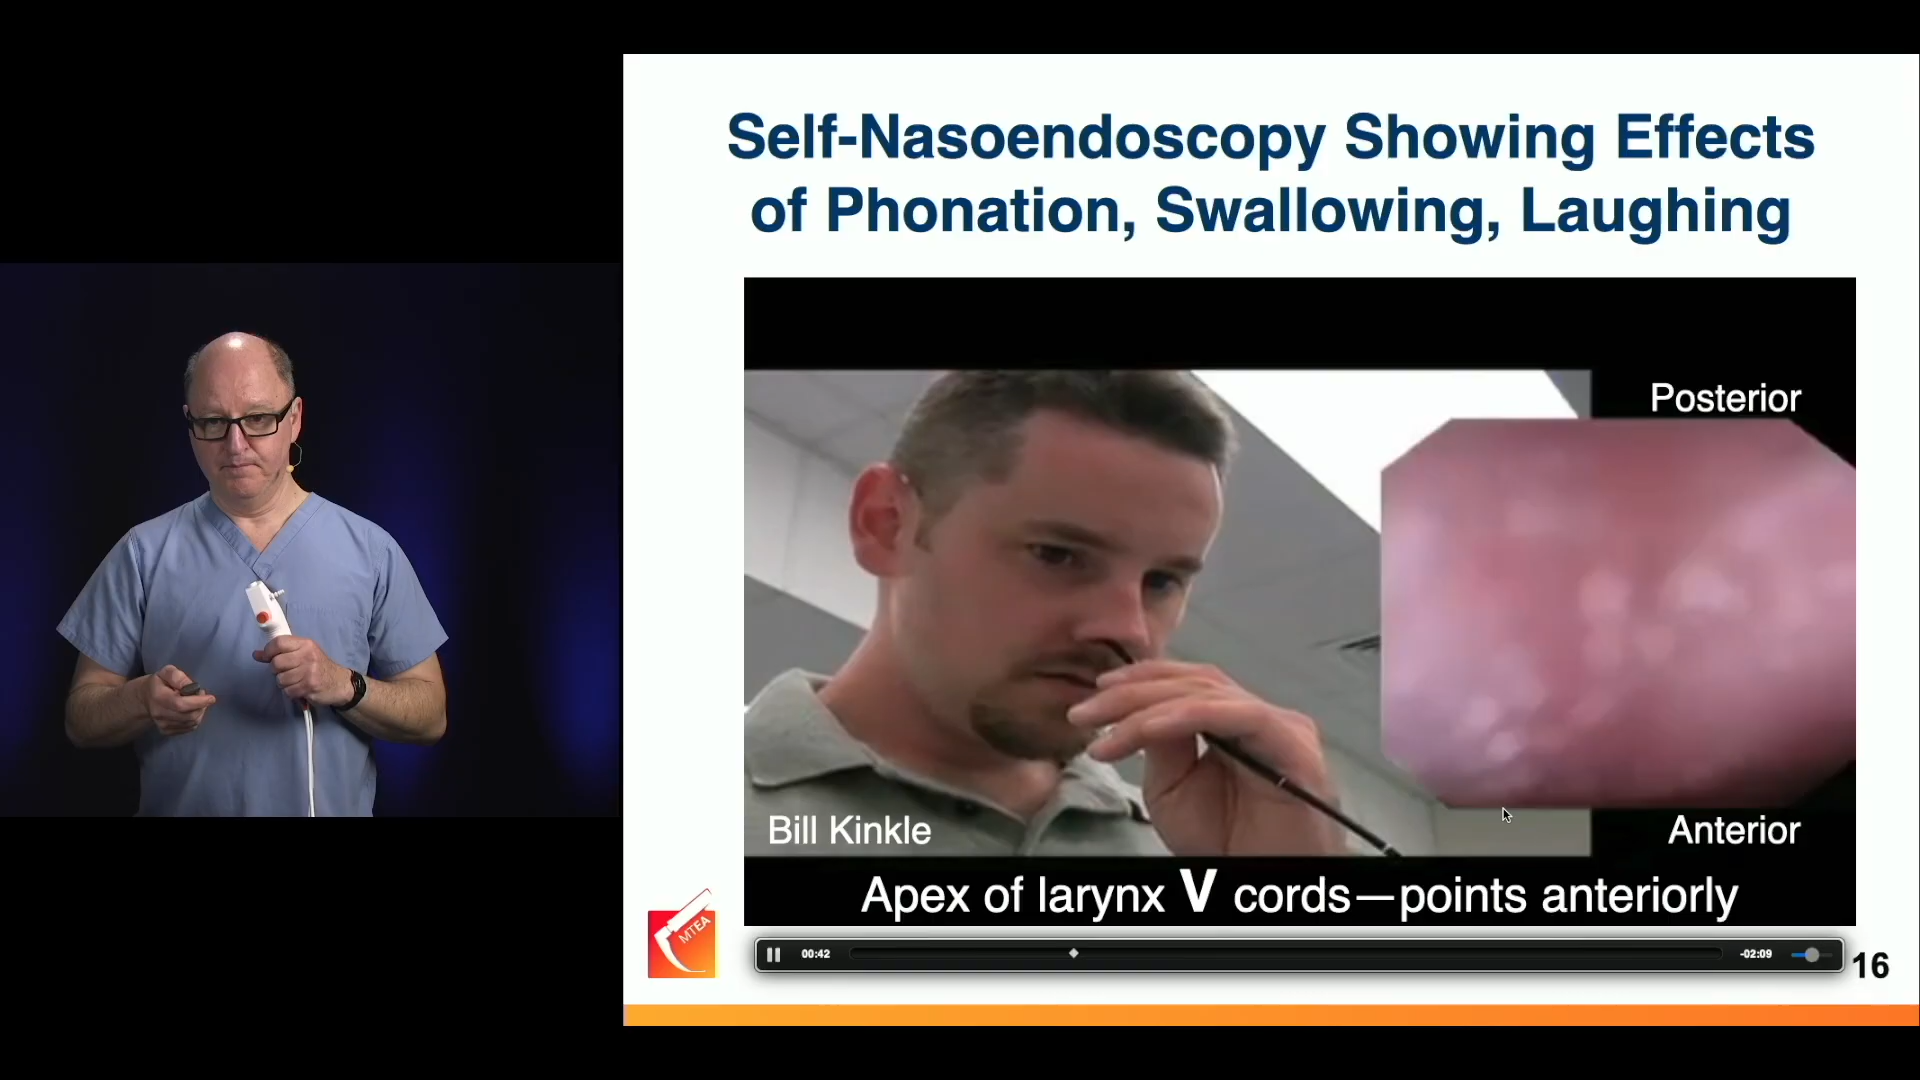 Self-Nasoendoscopy Showing Effects
of Phonation, Swallowing, Laughing
Posterior
Bill Kinkle
Anterior
Apex of larynx V cords—points anteriorly
MTEA
00:42
-02:09
16